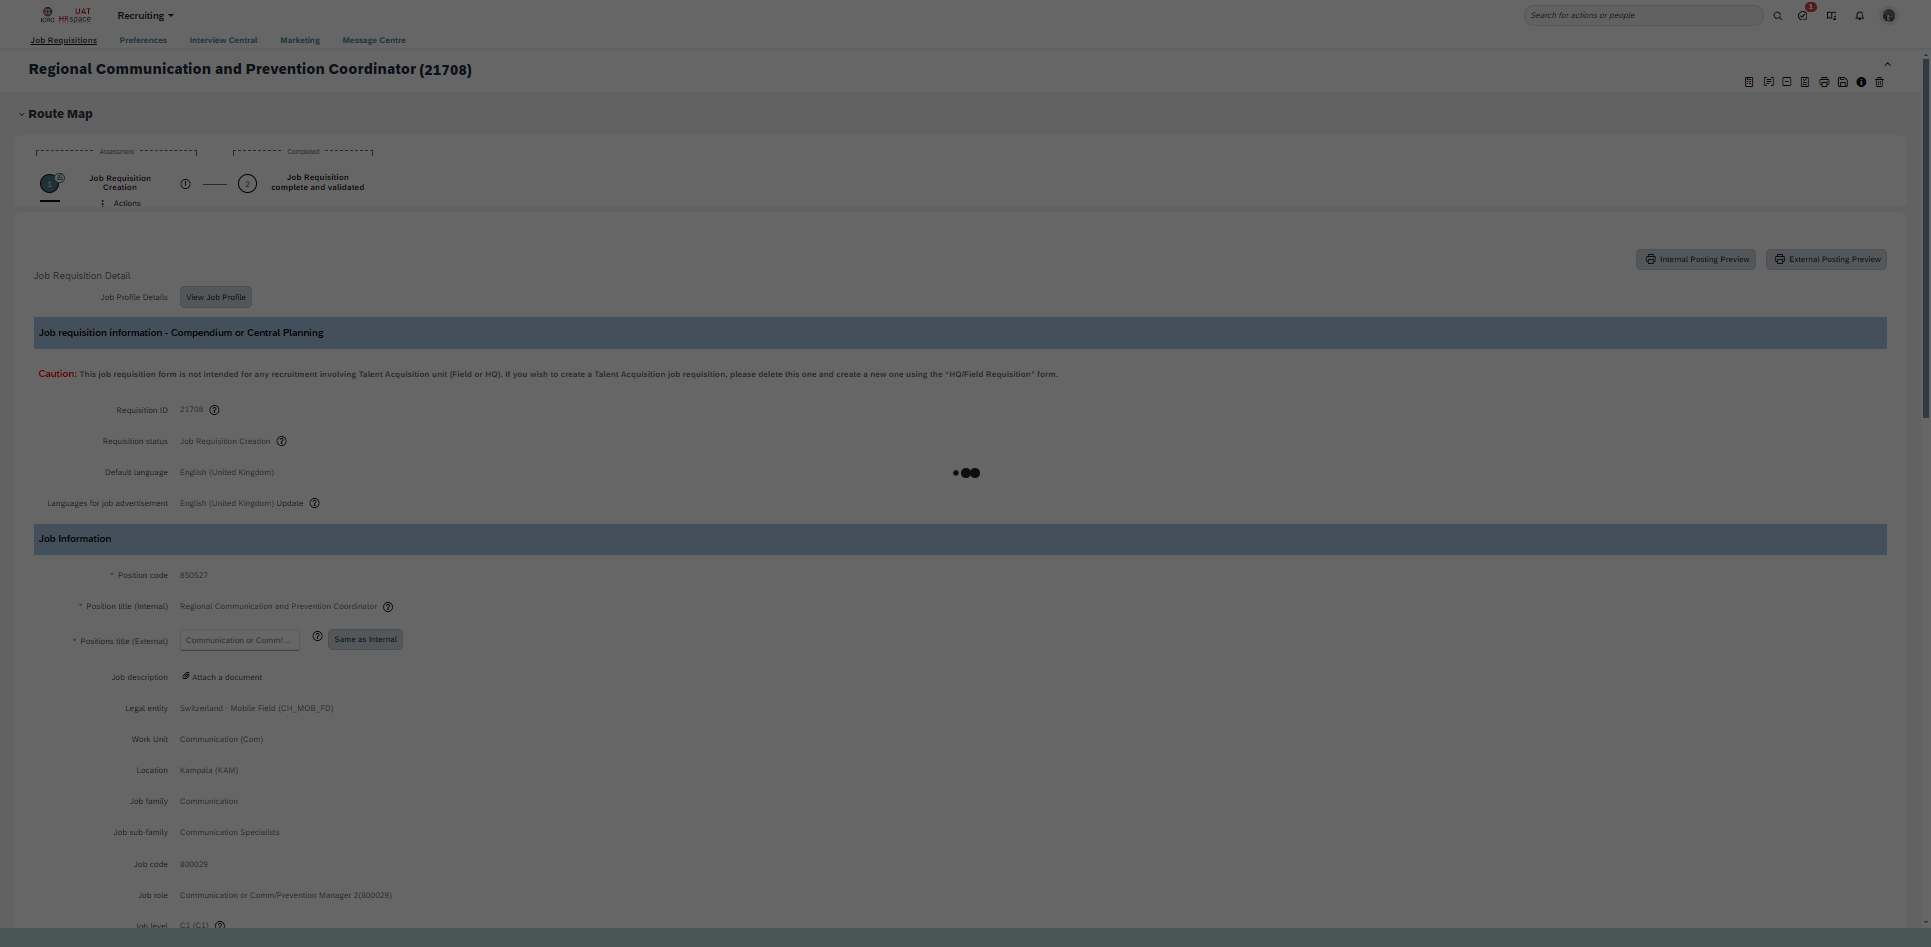 ICRC
UAT
HRspace
Recruiting
Search for actions or people
1
Job Requisitions
Preferences
Interview Central
Marketing
Message Centre
Regional Communication and Prevention Coordinator (21708)
Route Map
Assessment
Completed
1
Job Requisition
Creation
2
Job Requisition
complete and validated
Actions
Internal Posting Preview
External Posting Preview
Job Requisition Detail
Job Profile Details
View Job Profile
Job requisition information - Compendium or Central Planning
Caution: This job requisition form is not intended for any recruitment involving Talent Acquisition unit (Field or HQ). If you wish to create a Talent Acquisition job requisition, please delete this one and create a new one using the "HQ/Field Requisition" form.
Requisition ID 21708
Requisition status Job Requisition Creation
Default language English (United Kingdom)
Languages for job advertisement English (United Kingdom) Update
Job Information
* Position code 850527
* Position title (Internal) Regional Communication and Prevention Coordinator
* Positions title (External) Communication or Comm/... Same as Internal
Job description Attach a document
Legal entity Switzerland - Mobile Field (CH_MOB_FD)
Work Unit Communication (Com)
Location Kampala (KAM)
Job family Communication
Job sub-family Communication Specialists
Job code 800029
Job role Communication or Comm/Prevention Manager 2(800029)
Job level C1 (C1)